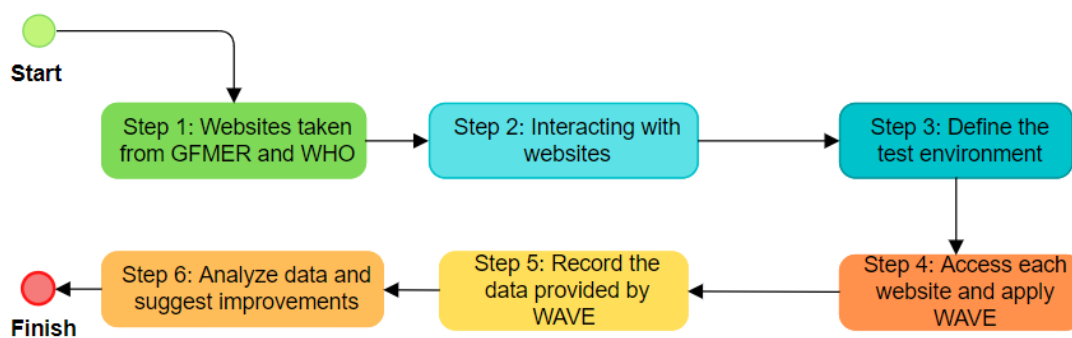 Start
Step 1: Websites taken
from GFMER and WHO
Step 2: Interacting with
websites
Step 3: Define the
test environment
Step 4: Access each
website and apply
WAVE
Step 5: Record the
data provided by
WAVE
Step 6: Analyze data and
suggest improvements
Finish